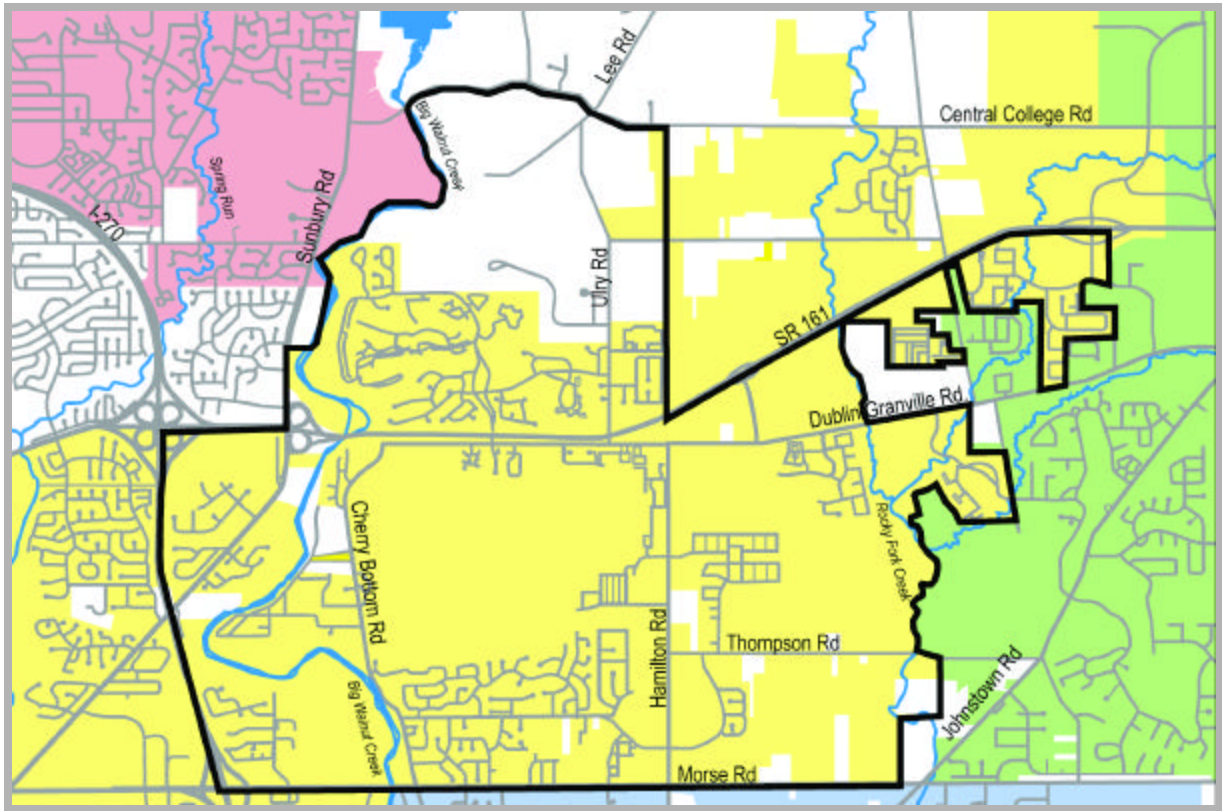 Lee Rd
Central College Rd
Big Walnut Creek
Spring Run
Sunbury Rd
I-270
Ulry Rd
SR 161
Dublin Granville Rd
Cherry Bottom Rd
Rocky Fork Creek
Hamilton Rd
Thompson Rd
Johnstown Rd
Big Walnut Creek
Morse Rd